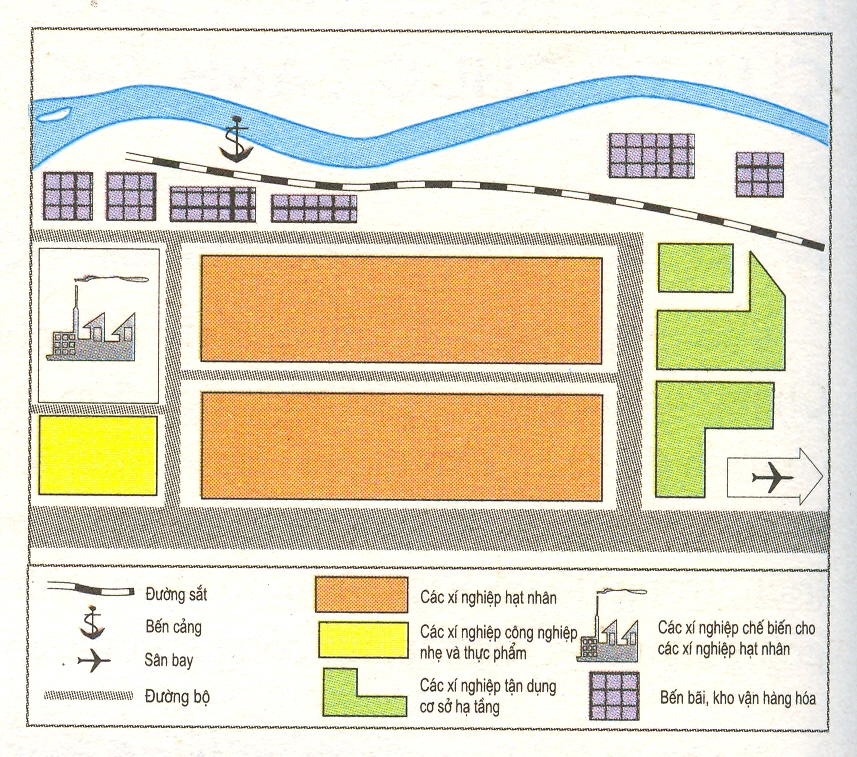 Đường sắt
Bến cảng
Sân bay
Đường bộ
Các xí nghiệp hạt nhân
Các xí nghiệp công nghiệp
nhẹ và thực phẩm
Các xí nghiệp tận dụng
cơ sở hạ tầng
Các xí nghiệp chế biến cho
các xí nghiệp hạt nhân
Bến bãi, kho vận hàng hóa